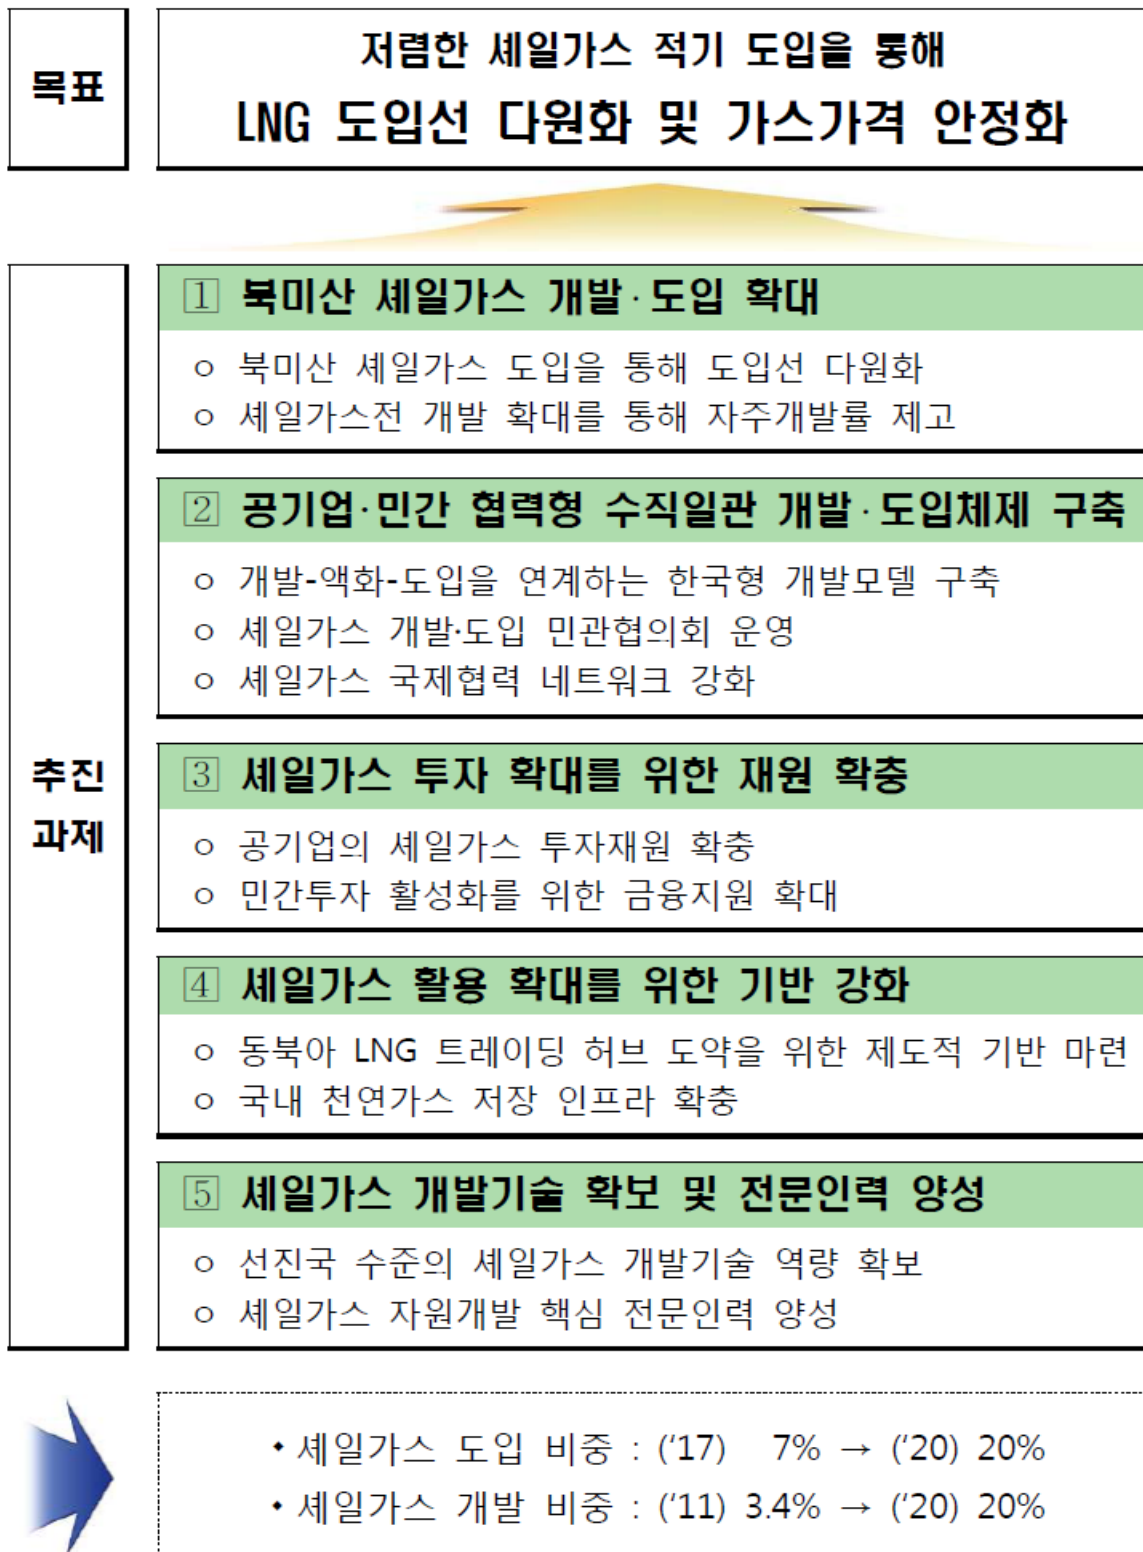 목표
저렴한 셰일가스 적기 도입을 통해
LNG 도입선 다원화 및 가스가격 안정화
추진
과제
1 북미산 셰일가스 개발·도입 확대
ㅇ 북미산 셰일가스 도입을 통해 도입선 다원화
ㅇ 셰일가스전 개발 확대를 통해 자주개발률 제고
2 공기업·민간 협력형 수직일관 개발·도입체제 구축
ㅇ 개발-액화-도입을 연계하는 한국형 개발모델 구축
ㅇ 셰일가스 개발·도입 민관협의회 운영
ㅇ 셰일가스 국제협력 네트워크 강화
3 셰일가스 투자 확대를 위한 재원 확충
ㅇ 공기업의 셰일가스 투자재원 확충
ㅇ 민간투자 활성화를 위한 금융지원 확대
4 셰일가스 활용 확대를 위한 기반 강화
ㅇ 동북아 LNG 트레이딩 허브 도약을 위한 제도적 기반 마련
ㅇ 국내 천연가스 저장 인프라 확충
5 셰일가스 개발기술 확보 및 전문인력 양성
ㅇ 선진국 수준의 셰일가스 개발기술 역량 확보
ㅇ 셰일가스 자원개발 핵심 전문인력 양성
• 셰일가스 도입 비중 : ('17) 7% → ('20) 20%
• 셰일가스 개발 비중 : ('11) 3.4% → ('20) 20%